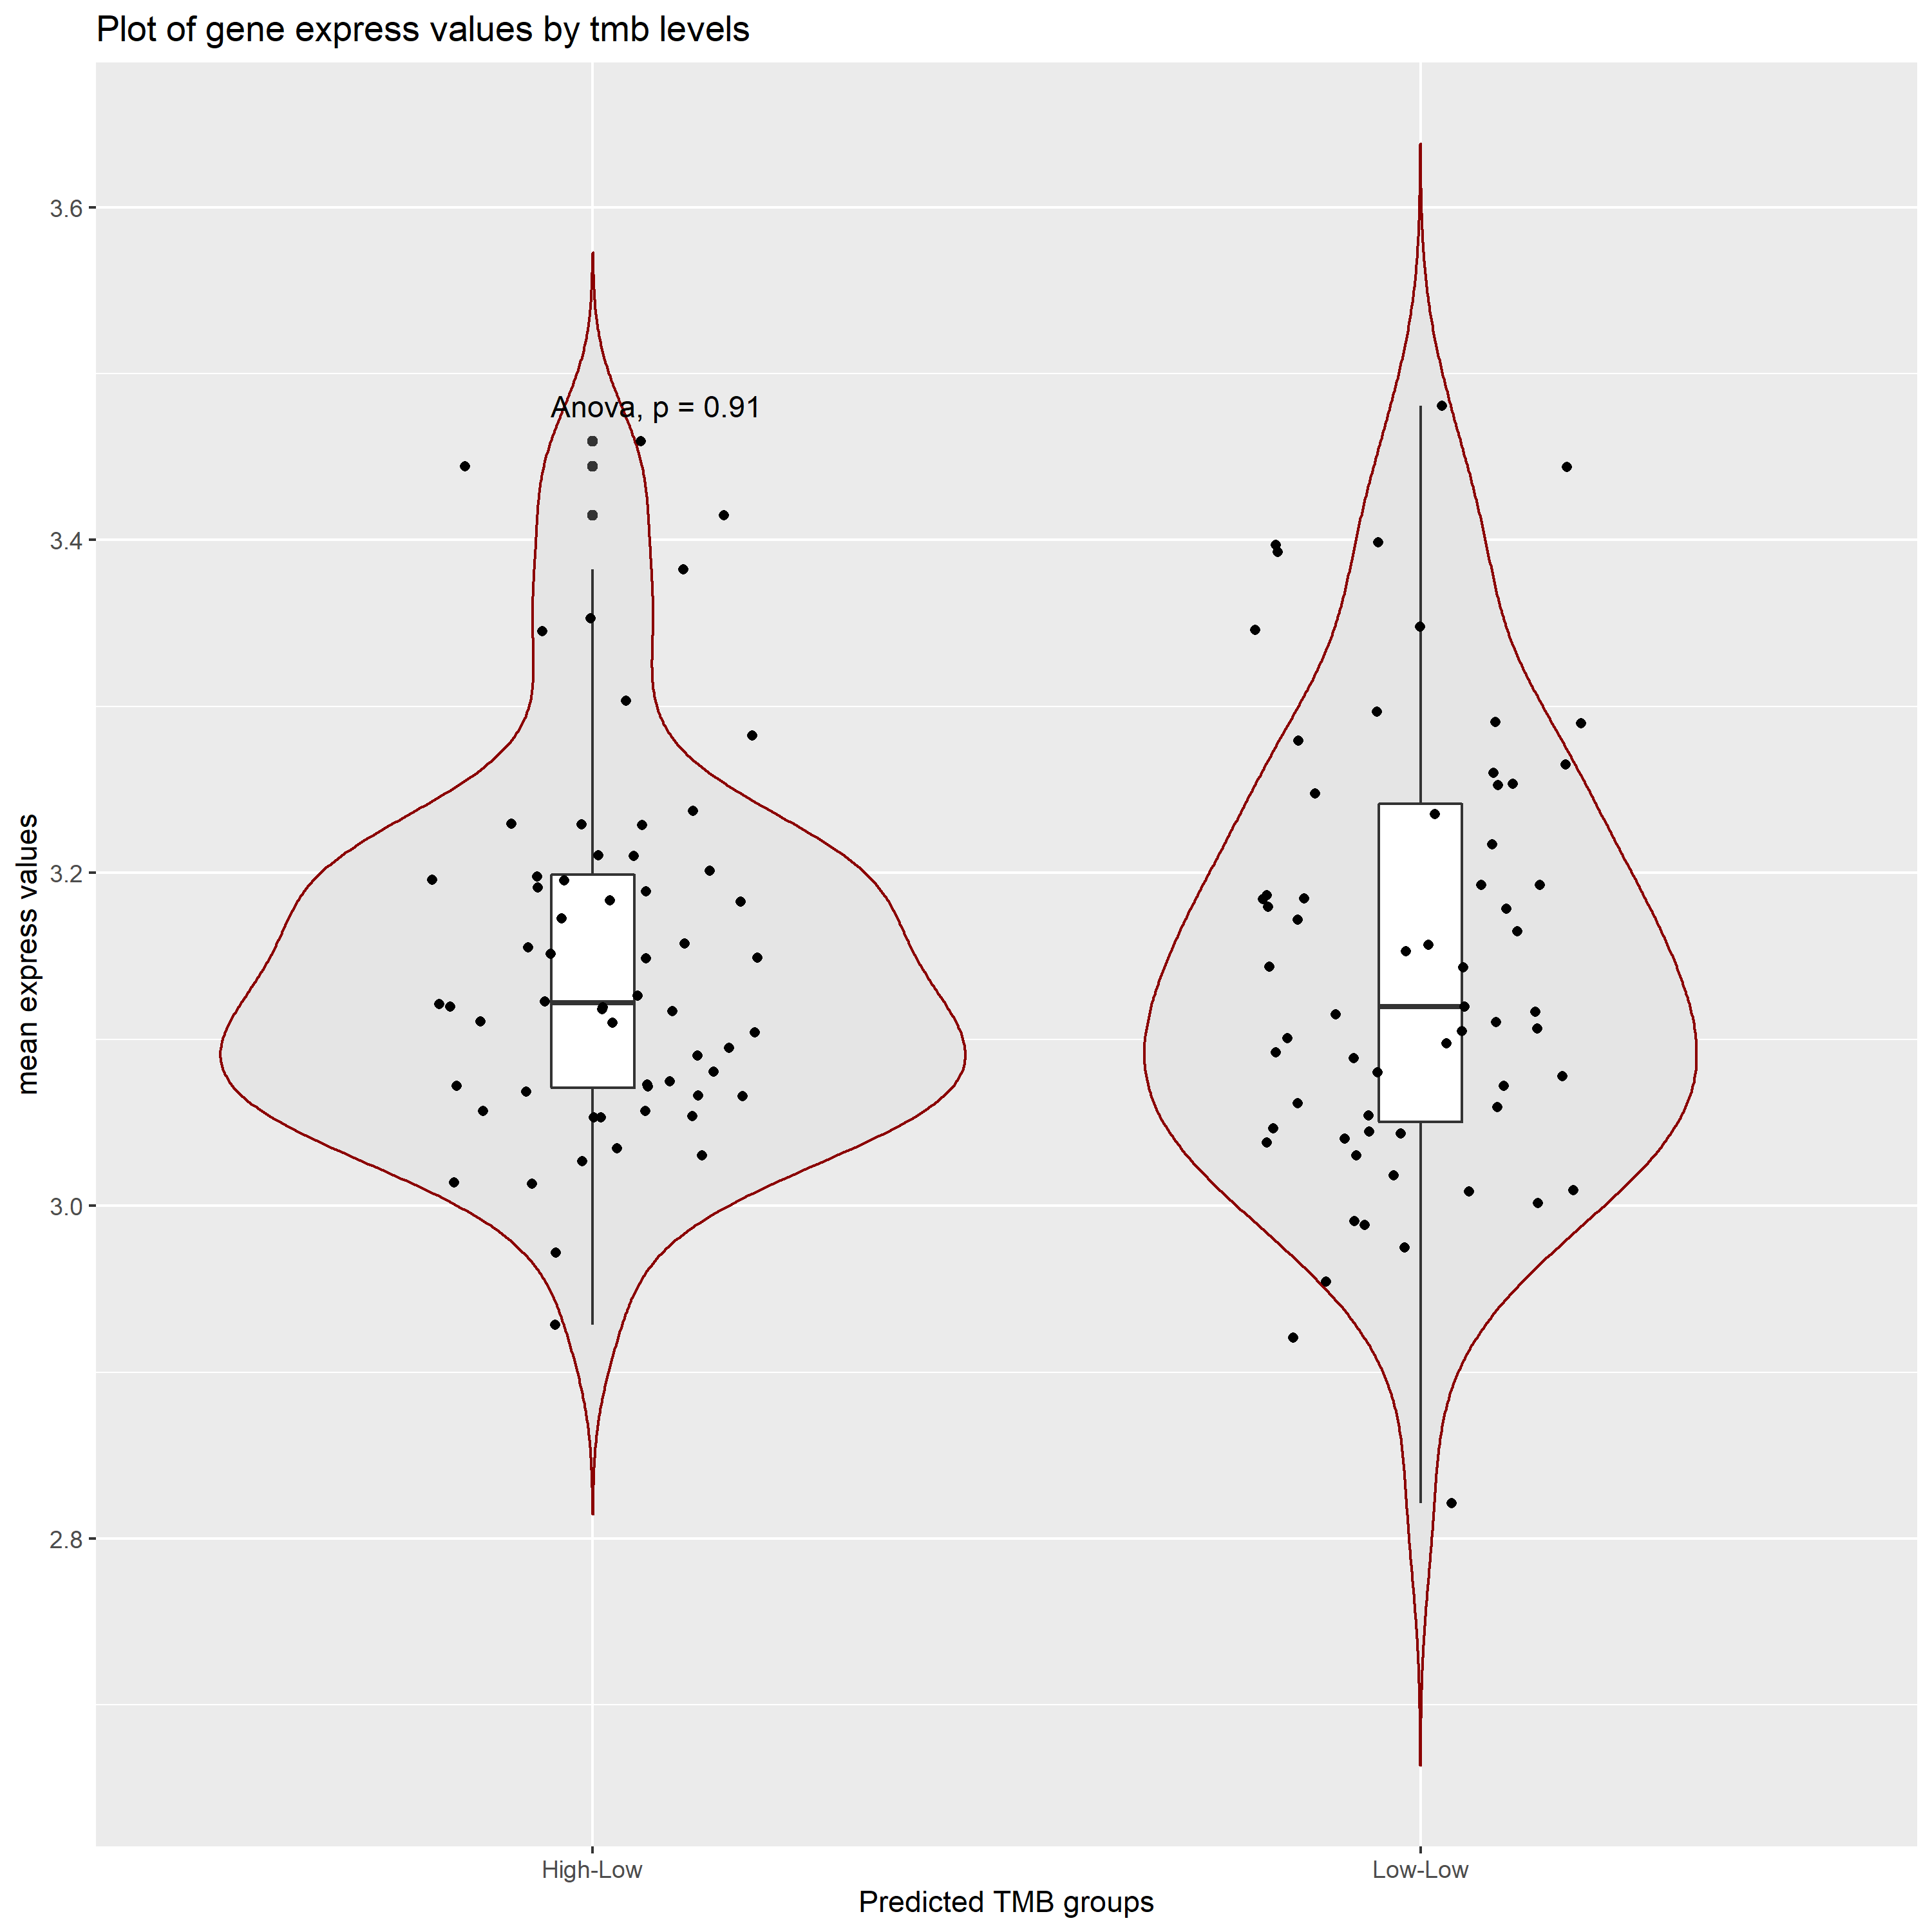 Plot of gene express values by tmb levels
mean express values
3.6
3.4
3.2
3.0
2.8
Anova, p = 0.91
High-Low
Low-Low
Predicted TMB groups